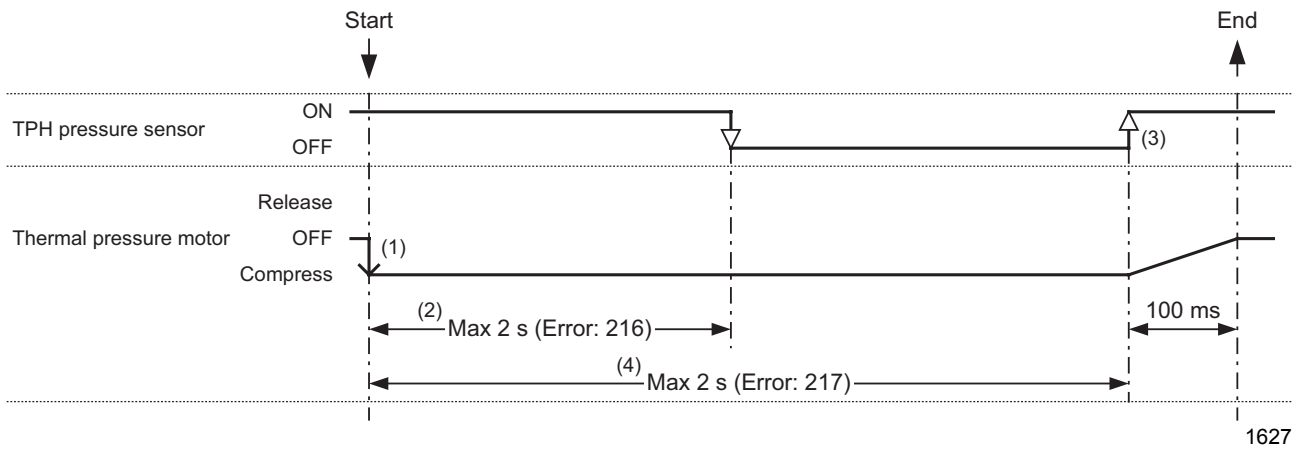 Start
End
TPH pressure sensor
ON
OFF
(3)
Release
Thermal pressure motor
OFF
(1)
Compress
(2)
Max 2 s (Error: 216)
100 ms
(4)
Max 2 s (Error: 217)
1627